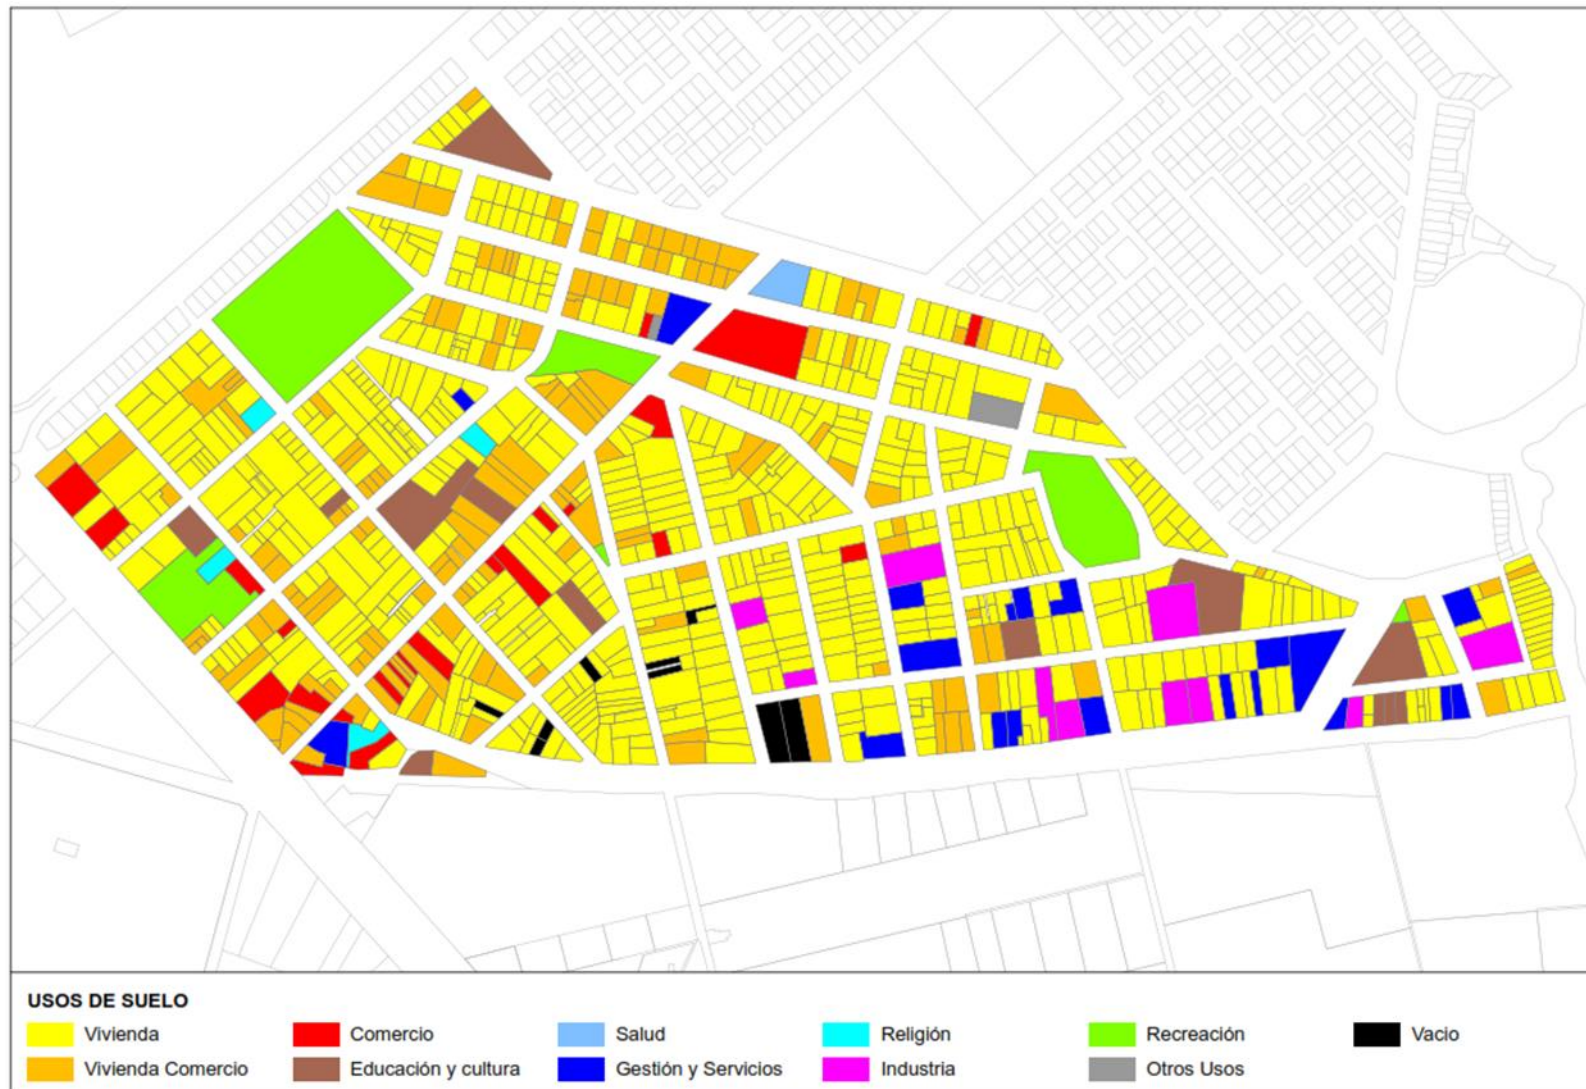 USOS DE SUELO
Vivienda Comercio Salud Religión Recreación Vacio
Vivienda Comercio Educación y cultura Gestión y Servicios Industria Otros Usos